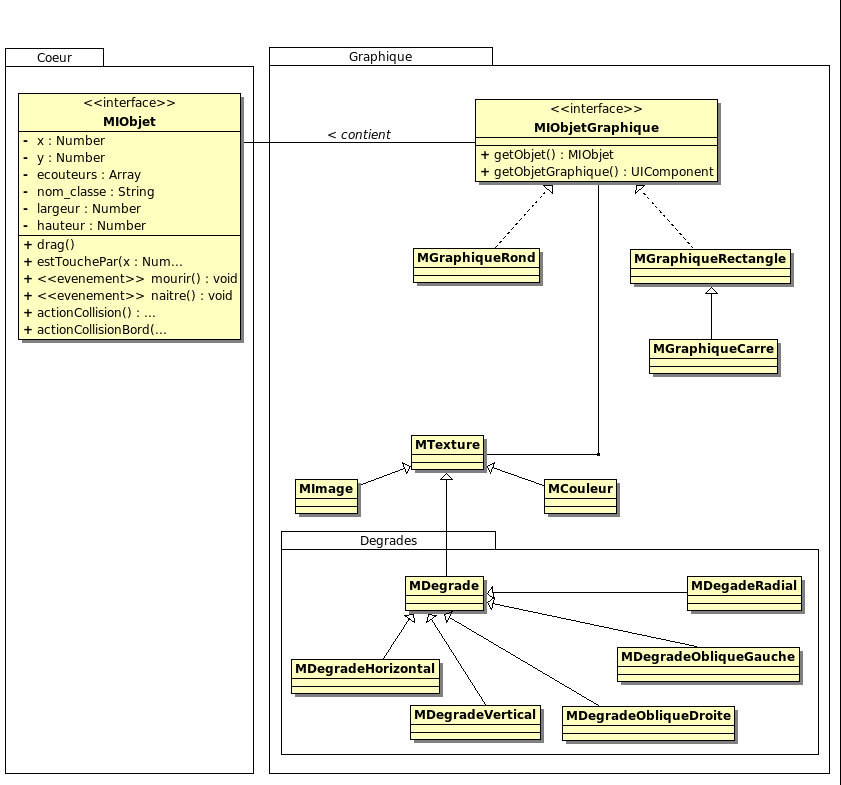 Coeur
<<interface>>
MIObjet
- x : Number
- y : Number
- ecouteurs : Array
- nom_classe : String
- largeur : Number
- hauteur : Number
+ drag()
+ estTouchePar(x : Num...
+ <<evenement>> mourir() : void
+ <<evenement>> naitre() : void
+ actionCollision() : ...
+ actionCollisionBord(...
< contient
Graphique
<<interface>>
MIObjetGraphique
+ getObjet() : MIObjet
+ getObjetGraphique() : UIComponent
MGraphiqueRond
MGraphiqueRectangle
MGraphiqueCarre
MTexture
MImage
MCouleur
Degrades
MDegrade
MDegadeRadial
MDegradeObliqueGauche
MDegradeHorizontal
MDegradeVertical
MDegradeObliqueDroite